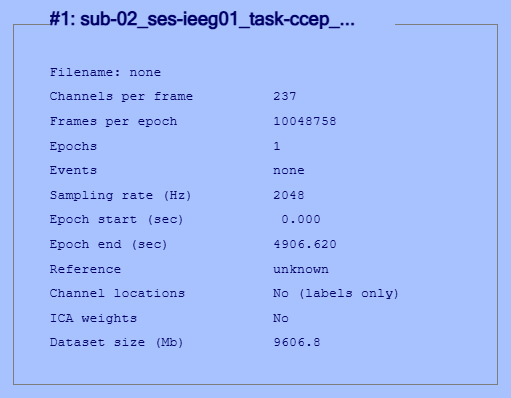 #1: sub-02_ses-ieeg01_task-ccep_...
Filename: none
Channels per frame 237
Frames per epoch 10048758
Epochs 1
Events none
Sampling rate (Hz) 2048
Epoch start (sec) 0.000
Epoch end (sec) 4906.620
Reference unknown
Channel locations No (labels only)
ICA weights No
Dataset size (Mb) 9606.8